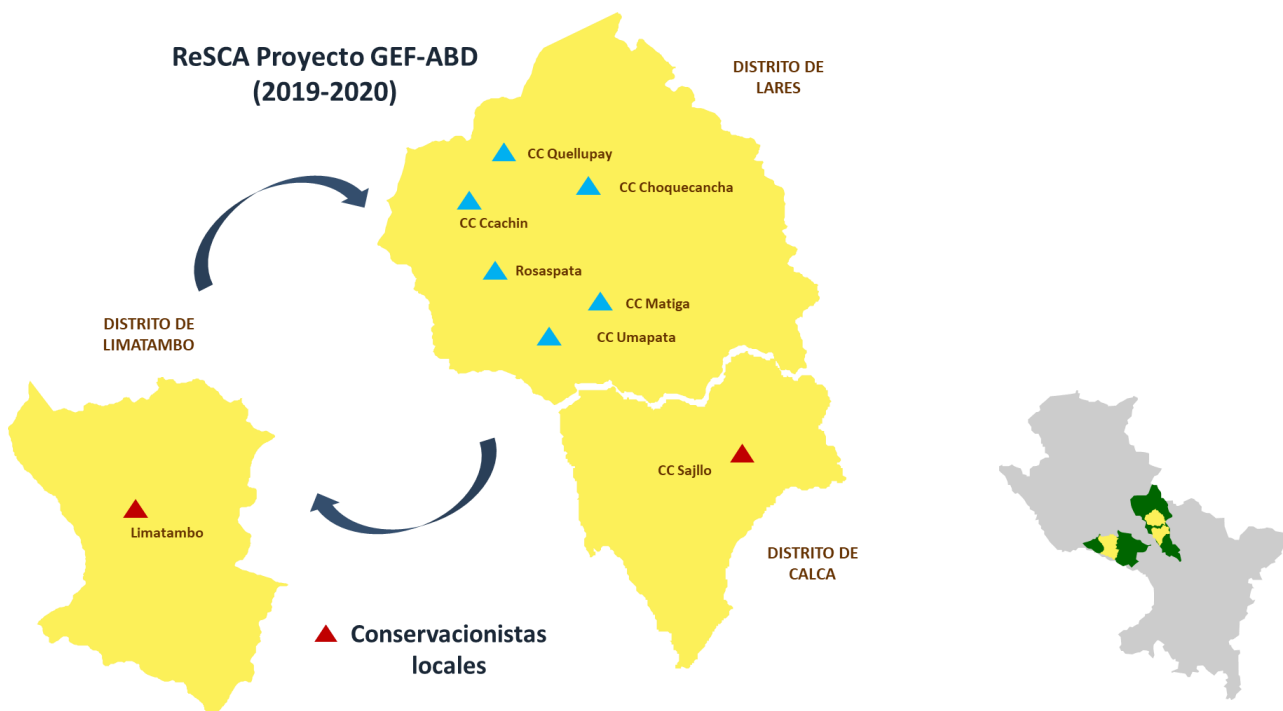 ReSCA Proyecto GEF-ABD
(2019-2020)
DISTRITO DE
LARES
CC Quellupay
CC Choquecancha
CC Ccachin
Rosaspata
CC Matiga
CC Umapata
DISTRITO DE
LIMATAMBO
CC Sajllo
Limatambo
DISTRITO DE
CALCA
Conservacionistas
locales